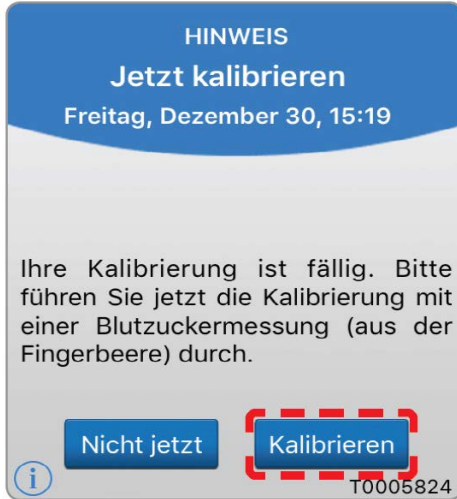 HINWEIS
Jetzt kalibrieren
Freitag, Dezember 30, 15:19
Ihre Kalibrierung ist fällig. Bitte
führen Sie jetzt die Kalibrierung mit
einer Blutzuckermessung (aus der
Fingerbeere) durch.
Nicht jetzt Kalibrieren
i T0005824